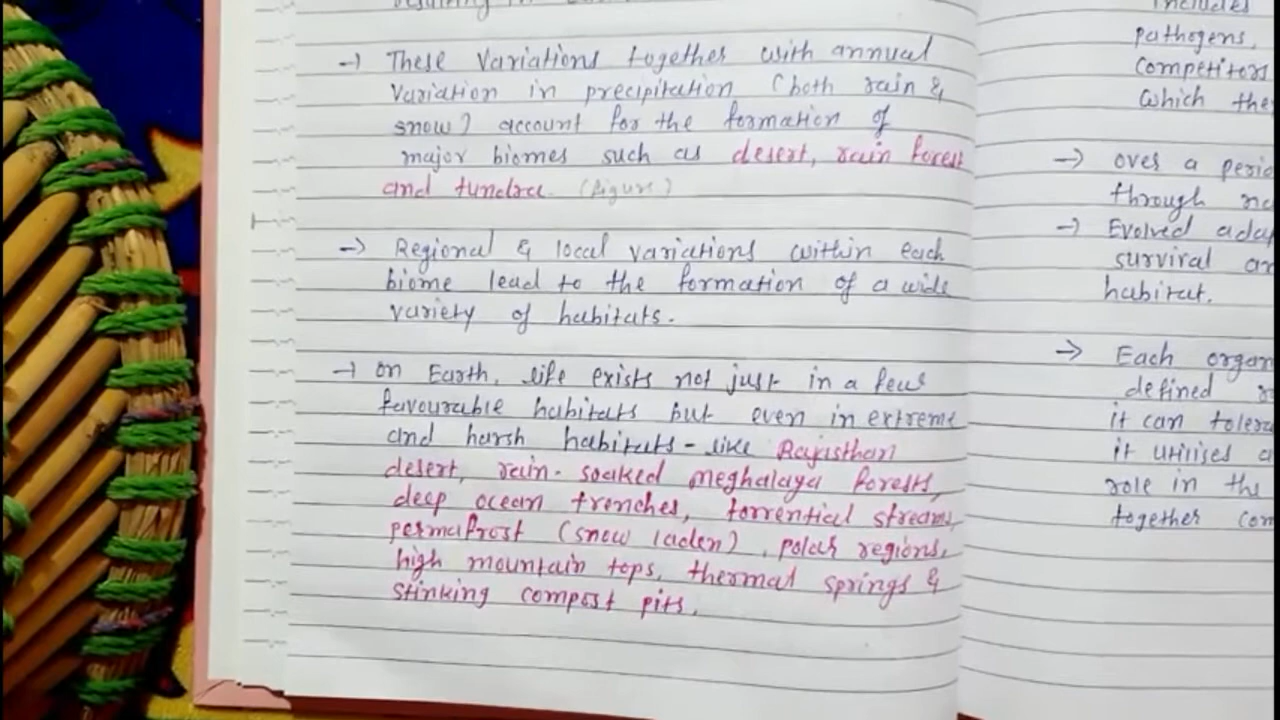 → These Variations together with annual
Variation in precipitation (both rain &
snow) account for the formation of
major biomes such as desert, rain forest
and tundra. (figure)
→ Regional & local variations within each
biome lead to the formation of a wide
variety of habitats.
→ on Earth, life exists not just in a few
favourable habitats but even in extreme
and harsh habitats - like Rajasthan
desert, rain-soaked meghalaya forests,
deep ocean trenches, torrential streams,
permafrost (snow laden), polar regions,
high mountain tops, thermal springs &
stinking compost pits.
includes
pathogens,
competitors
which the
→ over a perio
through na
→ Evolved adap
survival an
habitat.
→ Each organ
defined
it can tolera
it utilises a
role in the
together com